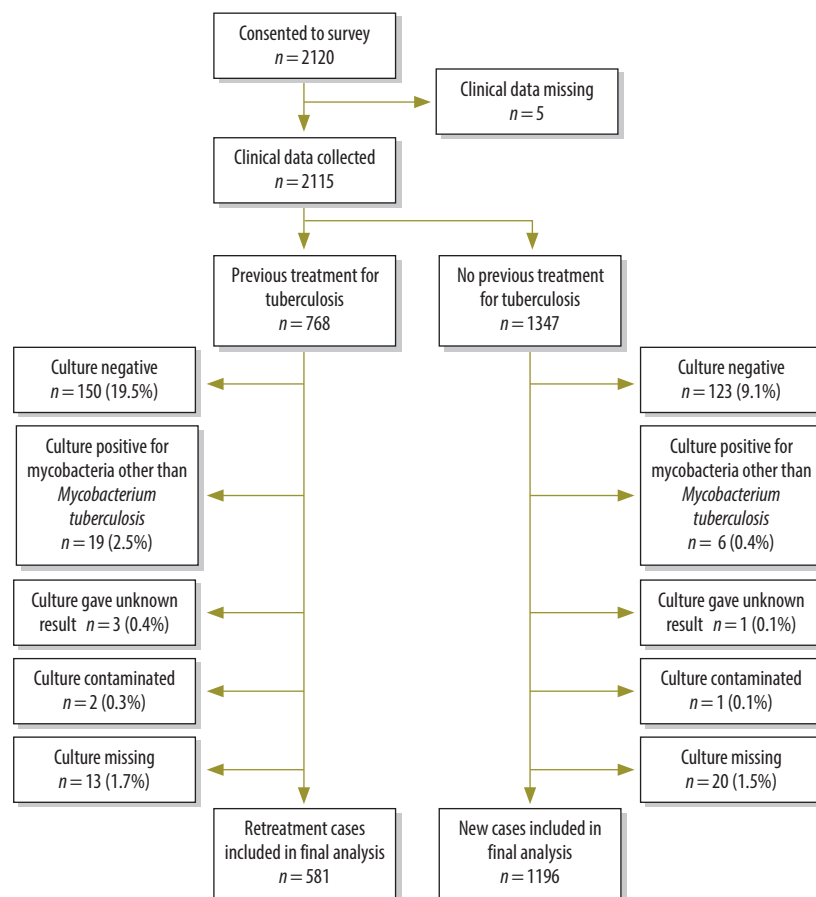 Consented to survey
n = 2120
Clinical data missing
n = 5
Clinical data collected
n = 2115
Previous treatment for
tuberculosis
n = 768
No previous treatment
for tuberculosis
n = 1347
Culture negative
n = 150 (19.5%)
Culture negative
n = 123 (9.1%)
Culture positive for
mycobacteria other than
Mycobacterium
tuberculosis
n = 19 (2.5%)
Culture positive for
mycobacteria other than
Mycobacterium
tuberculosis
n = 6 (0.4%)
Culture gave unknown
result n = 3 (0.4%)
Culture gave unknown
result n = 1 (0.1%)
Culture contaminated
n = 2 (0.3%)
Culture contaminated
n = 1 (0.1%)
Culture missing
n = 13 (1.7%)
Culture missing
n = 20 (1.5%)
Retreatment cases
included in final analysis
n = 581
New cases included in
final analysis
n = 1196